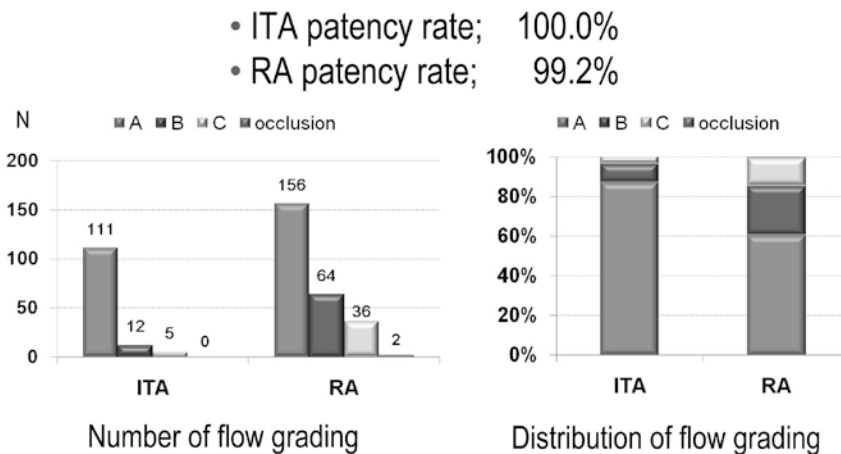 • ITA patency rate; 100.0%
• RA patency rate; 99.2%
N
A B C occlusion
200
150
100
50
0
111
12
5
0
156
64
36
2
ITA RA
Number of flow grading
A B C occlusion
100%
80%
60%
40%
20%
0%
ITA RA
Distribution of flow grading